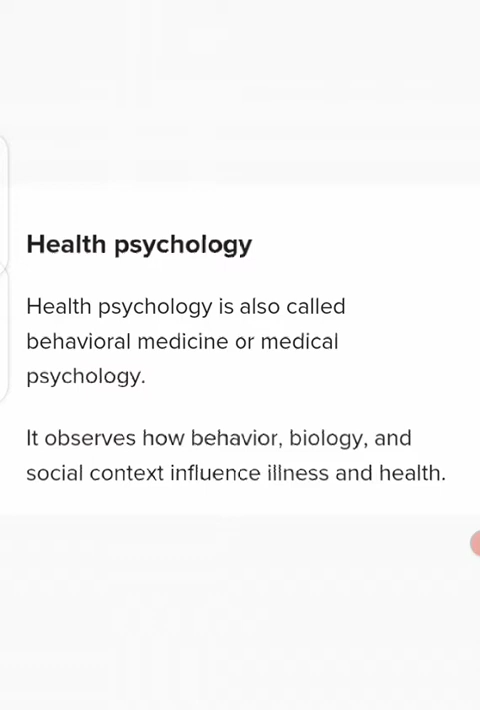 Health psychology
Health psychology is also called
behavioral medicine or medical
psychology.
It observes how behavior, biology, and
social context influence illness and health.